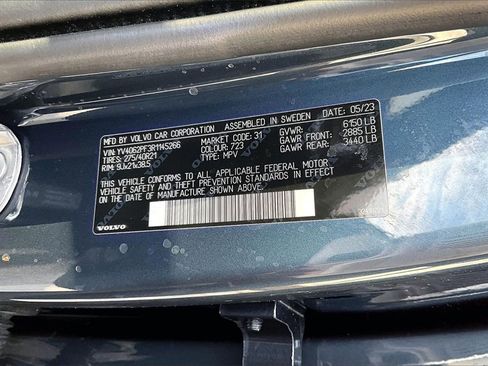 MFD BY VOLVO CAR CORPORATION ASSEMBLED IN SWEDEN DATE: 05/23
VIN: YV4062PF3R1145266 MARKET CODE: 31 GVWR: 6150 LB
TIRES: 275/40R21 COLOUR: 723 GAWR FRONT: 2885 LB
RIM: 9Jx21x38.5 TYPE: MPV GAWR REAR: 3440 LB
THIS VEHICLE CONFORMS TO ALL APPLICABLE FEDERAL MOTOR
VEHICLE SAFETY AND THEFT PREVENTION STANDARDS IN EFFECT
ON THE DATE OF MANUFACTURE SHOWN ABOVE.
VOLVO